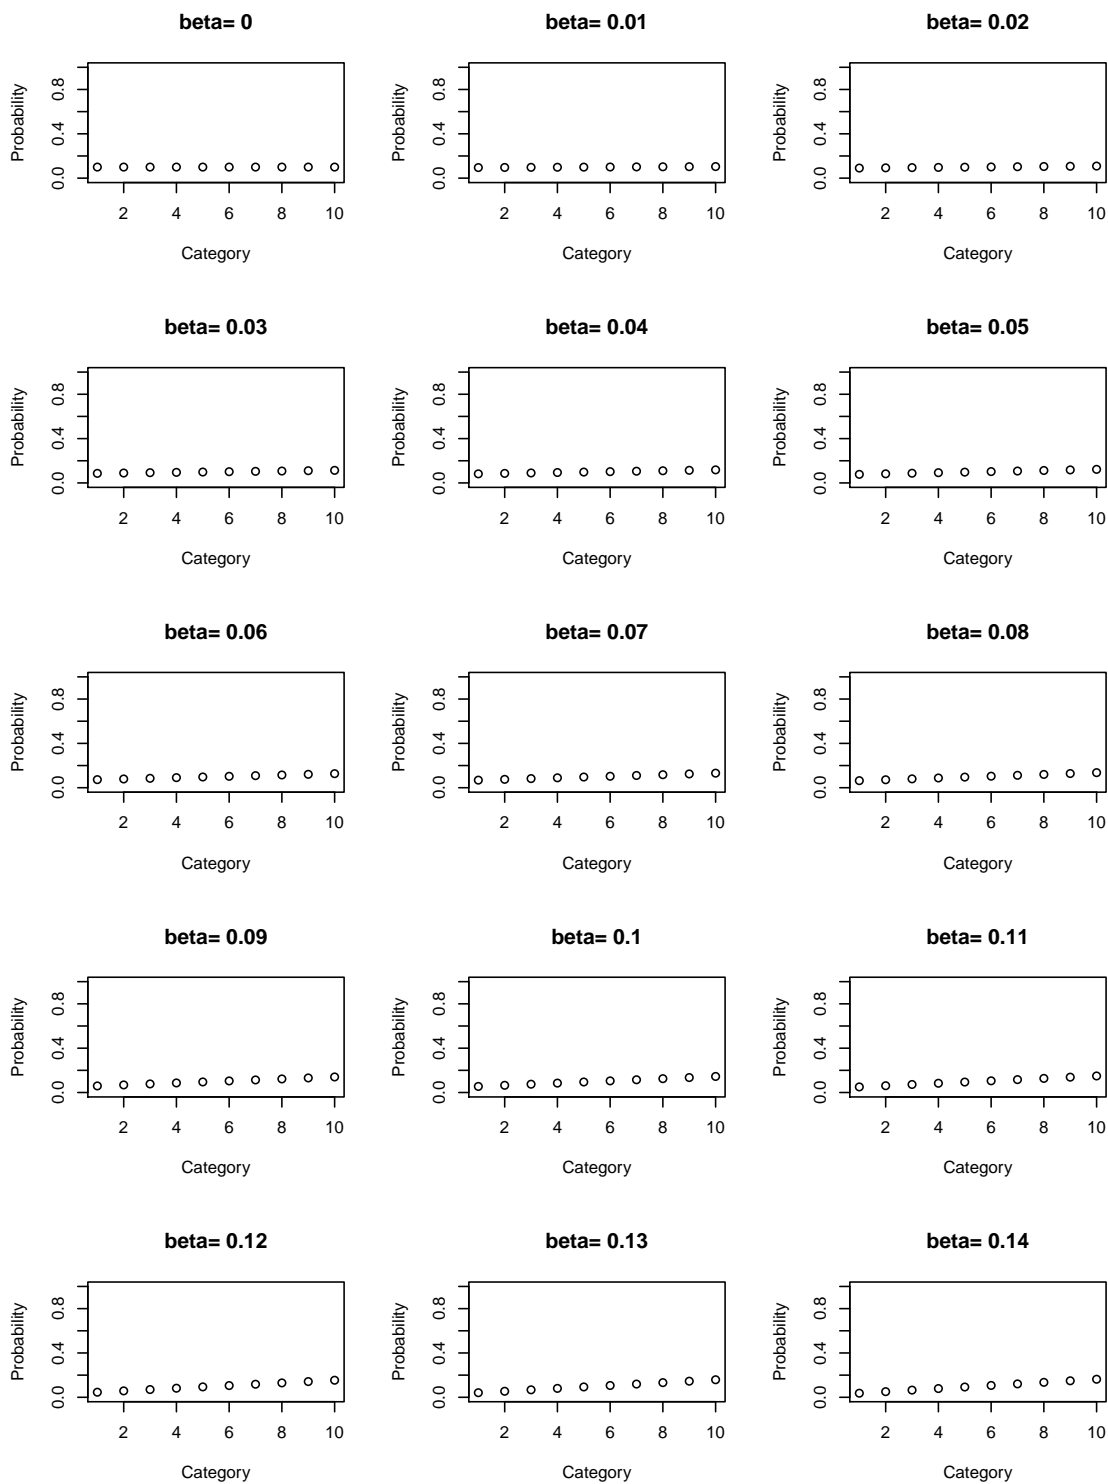 beta= 0 beta= 0.01 beta= 0.02
Probability Probability Probability
0.0 0.4 0.8 0.0 0.4 0.8 0.0 0.4 0.8
2 4 6 8 10 2 4 6 8 10 2 4 6 8 10
Category Category Category
beta= 0.03 beta= 0.04 beta= 0.05
Probability Probability Probability
0.0 0.4 0.8 0.0 0.4 0.8 0.0 0.4 0.8
2 4 6 8 10 2 4 6 8 10 2 4 6 8 10
Category Category Category
beta= 0.06 beta= 0.07 beta= 0.08
Probability Probability Probability
0.0 0.4 0.8 0.0 0.4 0.8 0.0 0.4 0.8
2 4 6 8 10 2 4 6 8 10 2 4 6 8 10
Category Category Category
beta= 0.09 beta= 0.1 beta= 0.11
Probability Probability Probability
0.0 0.4 0.8 0.0 0.4 0.8 0.0 0.4 0.8
2 4 6 8 10 2 4 6 8 10 2 4 6 8 10
Category Category Category
beta= 0.12 beta= 0.13 beta= 0.14
Probability Probability Probability
0.0 0.4 0.8 0.0 0.4 0.8 0.0 0.4 0.8
2 4 6 8 10 2 4 6 8 10 2 4 6 8 10
Category Category Category